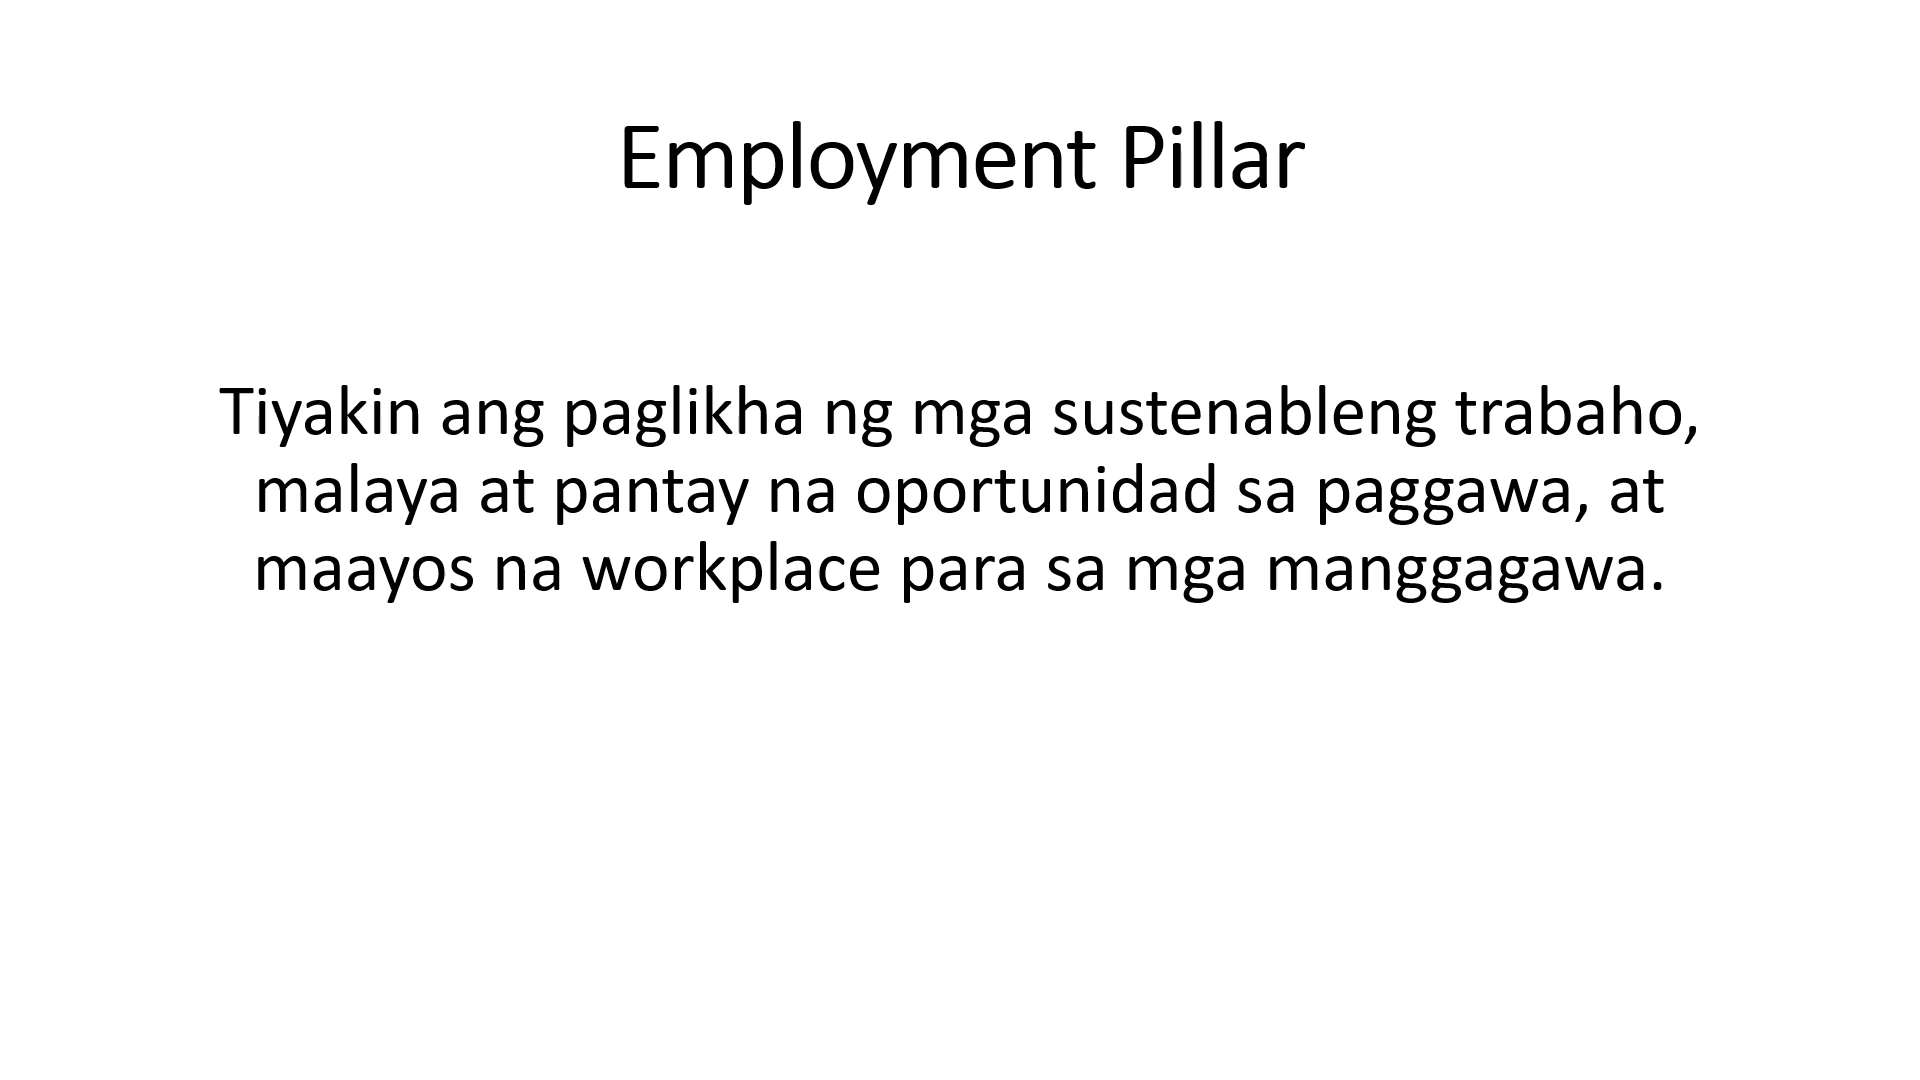 Employment Pillar
Tiyakin ang paglikha ng mga sustenableng trabaho,
malaya at pantay na oportunidad sa paggawa, at
maayos na workplace para sa mga manggagawa.